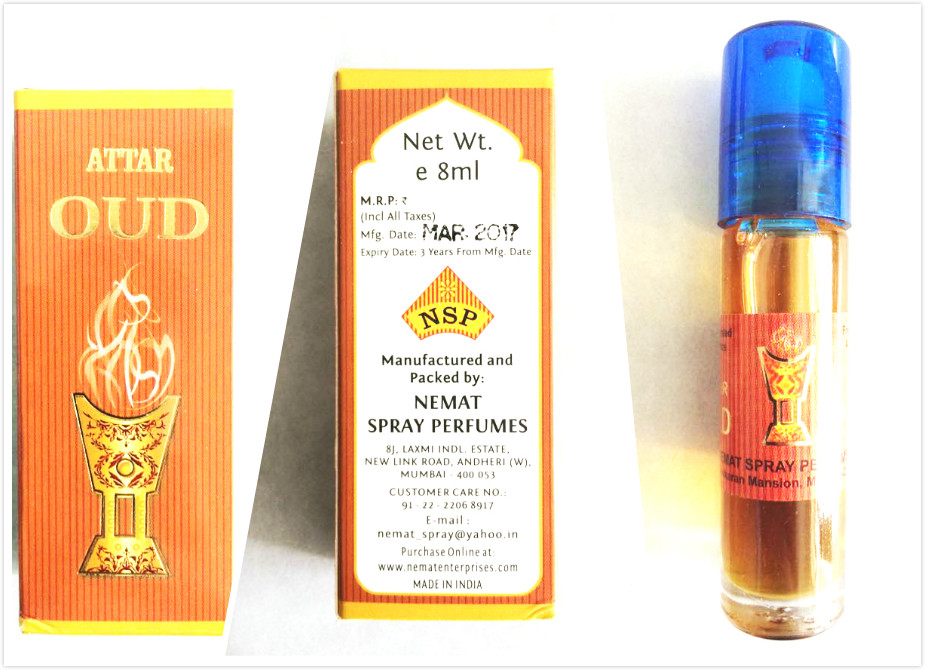 ATTAR
OUD
Net Wt.
e 8ml
M.R.P: ₹
(Incl All Taxes)
Mfg. Date: MAR- 2017
Expiry Date: 3 Years From Mfg. Date
NSP
Manufactured and
Packed by:
NEMAT
SPRAY PERFUMES
8J, LAXMI INDL. ESTATE,
NEW LINK ROAD, ANDHERI (W),
MUMBAI - 400 053
CUSTOMER CARE NO.:
91 - 22 - 2206 8917
E-mail :
nemat_spray@yahoo.in
Purchase Online at:
www.nematenterprises.com
MADE IN INDIA
EMAT SPRAY PE
Mansion, M